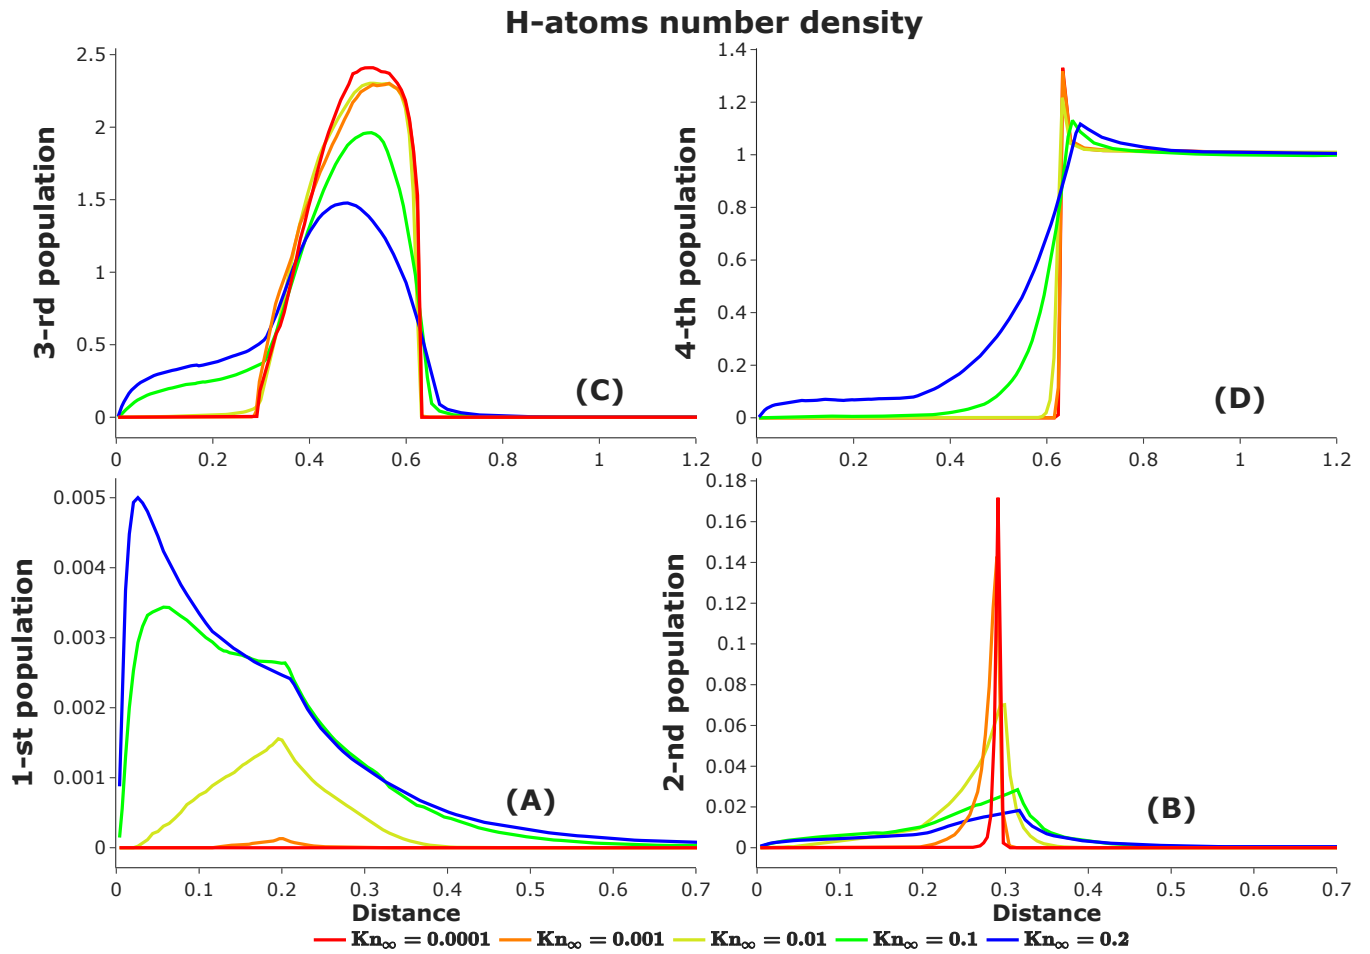 H-atoms number density
3-rd population
2.5
2
1.5
1
0.5
0
0 0.2 0.4 0.6 0.8 1 1.2
(C)
4-th population
1.4
1.2
1
0.8
0.6
0.4
0.2
0
0 0.2 0.4 0.6 0.8 1 1.2
(D)
1-st population
0.005
0.004
0.003
0.002
0.001
0
0 0.1 0.2 0.3 0.4 0.5 0.6 0.7
Distance
(A)
2-nd population
0.18
0.16
0.14
0.12
0.1
0.08
0.06
0.04
0.02
0
0 0.1 0.2 0.3 0.4 0.5 0.6 0.7
Distance
(B)
Kn∞ = 0.0001 Kn∞ = 0.001 Kn∞ = 0.01 Kn∞ = 0.1 Kn∞ = 0.2